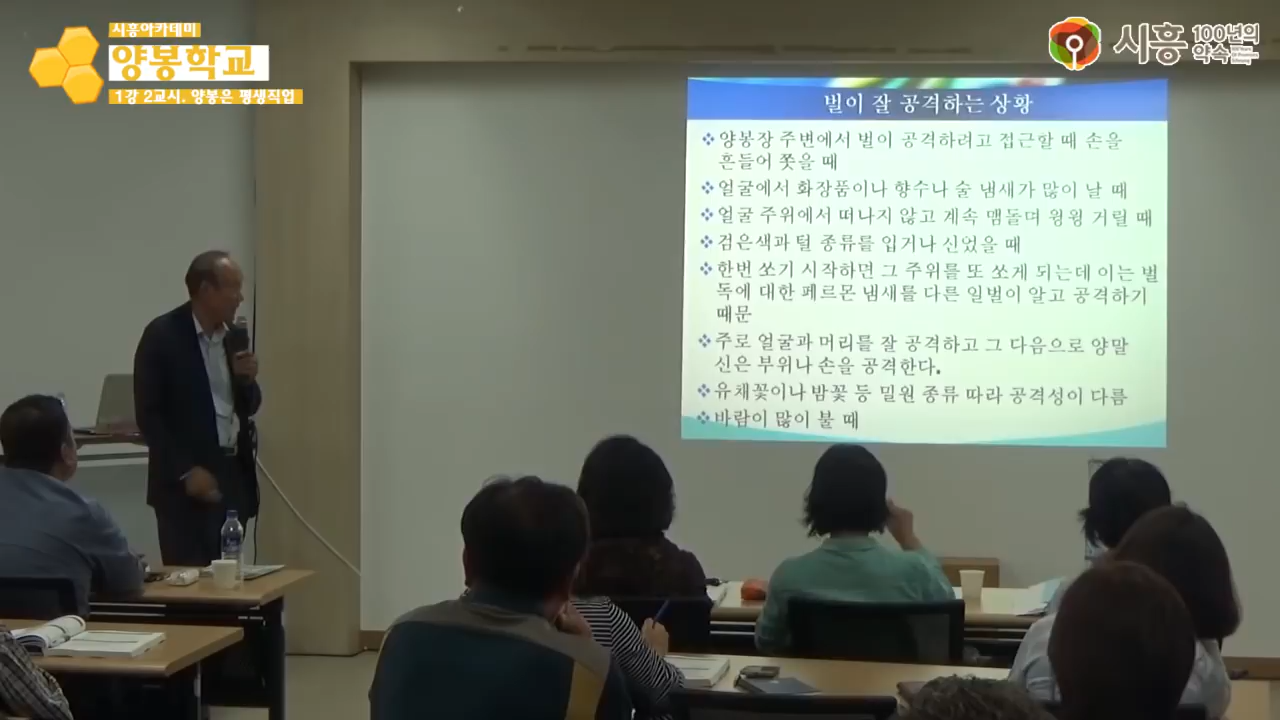 시흥아카데미
양봉학교
1강 2교시. 양봉은 평생직업
시흥 100년의
약속
벌이 잘 공격하는 상황
❖양봉장 주변에서 벌이 공격하려고 접근할 때 손을
흔들어 쫓을 때
❖얼굴에서 화장품이나 향수나 술 냄새가 많이 날 때
❖얼굴 주위에서 떠나지 않고 계속 맴돌며 윙윙 거릴 때
❖검은색과 털 종류를 입거나 신었을 때
❖한번 쏘기 시작하면 그 주위를 또 쏘게 되는데 이는 벌
독에 대한 페르몬 냄새를 다른 일벌이 알고 공격하기
때문
❖주로 얼굴과 머리를 잘 공격하고 그 다음으로 양말
신은 부위나 손을 공격한다.
❖유채꽃이나 밤꽃 등 밀원 종류 따라 공격성이 다름
❖바람이 많이 불 때